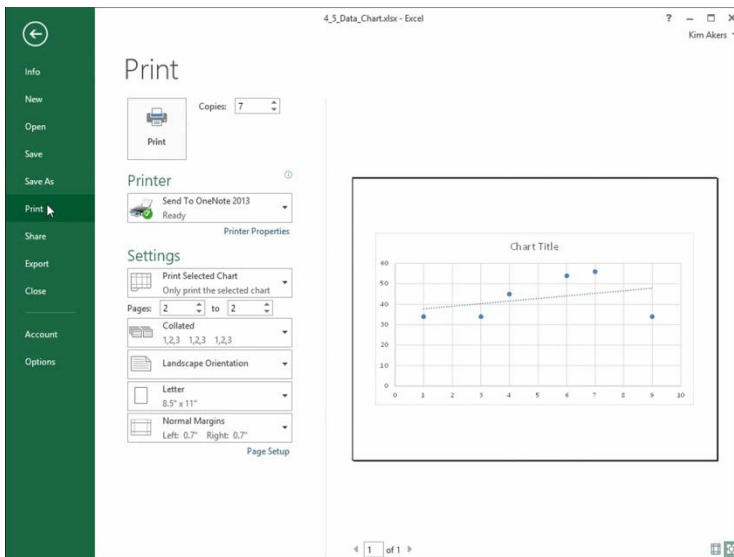 4_5_Data_Chart.xlsx - Excel
?
Kim Akers
Info
New
Open
Save
Save As
Print
Share
Export
Close
Account
Options
Print
Copies: 7
Print
Printer
Send To OneNote 2013
Ready
Printer Properties
Settings
Print Selected Chart
Only print the selected chart
Pages: 2 to 2
Collated
1,2,3 1,2,3 1,2,3
Landscape Orientation
Letter
8.5" x 11"
Normal Margins
Left: 0.7" Right: 0.7"
Page Setup
Chart Title
60
50
40
30
20
10
0
0 1 2 3 4 5 6 7 8 9 10
1 of 1